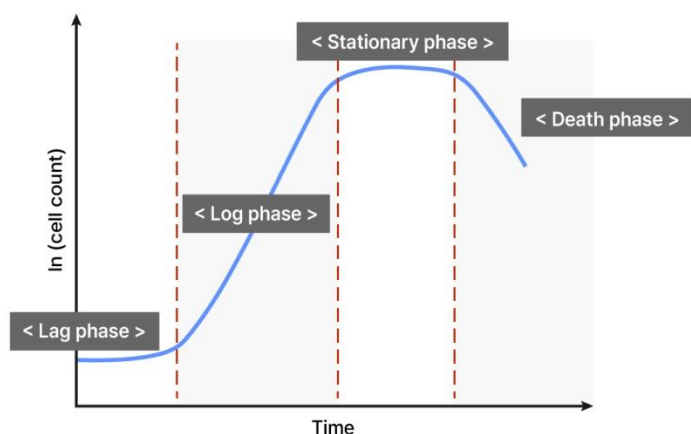 < Stationary phase >
< Death phase >
< Log phase >
< Lag phase >
ln (cell count)
Time